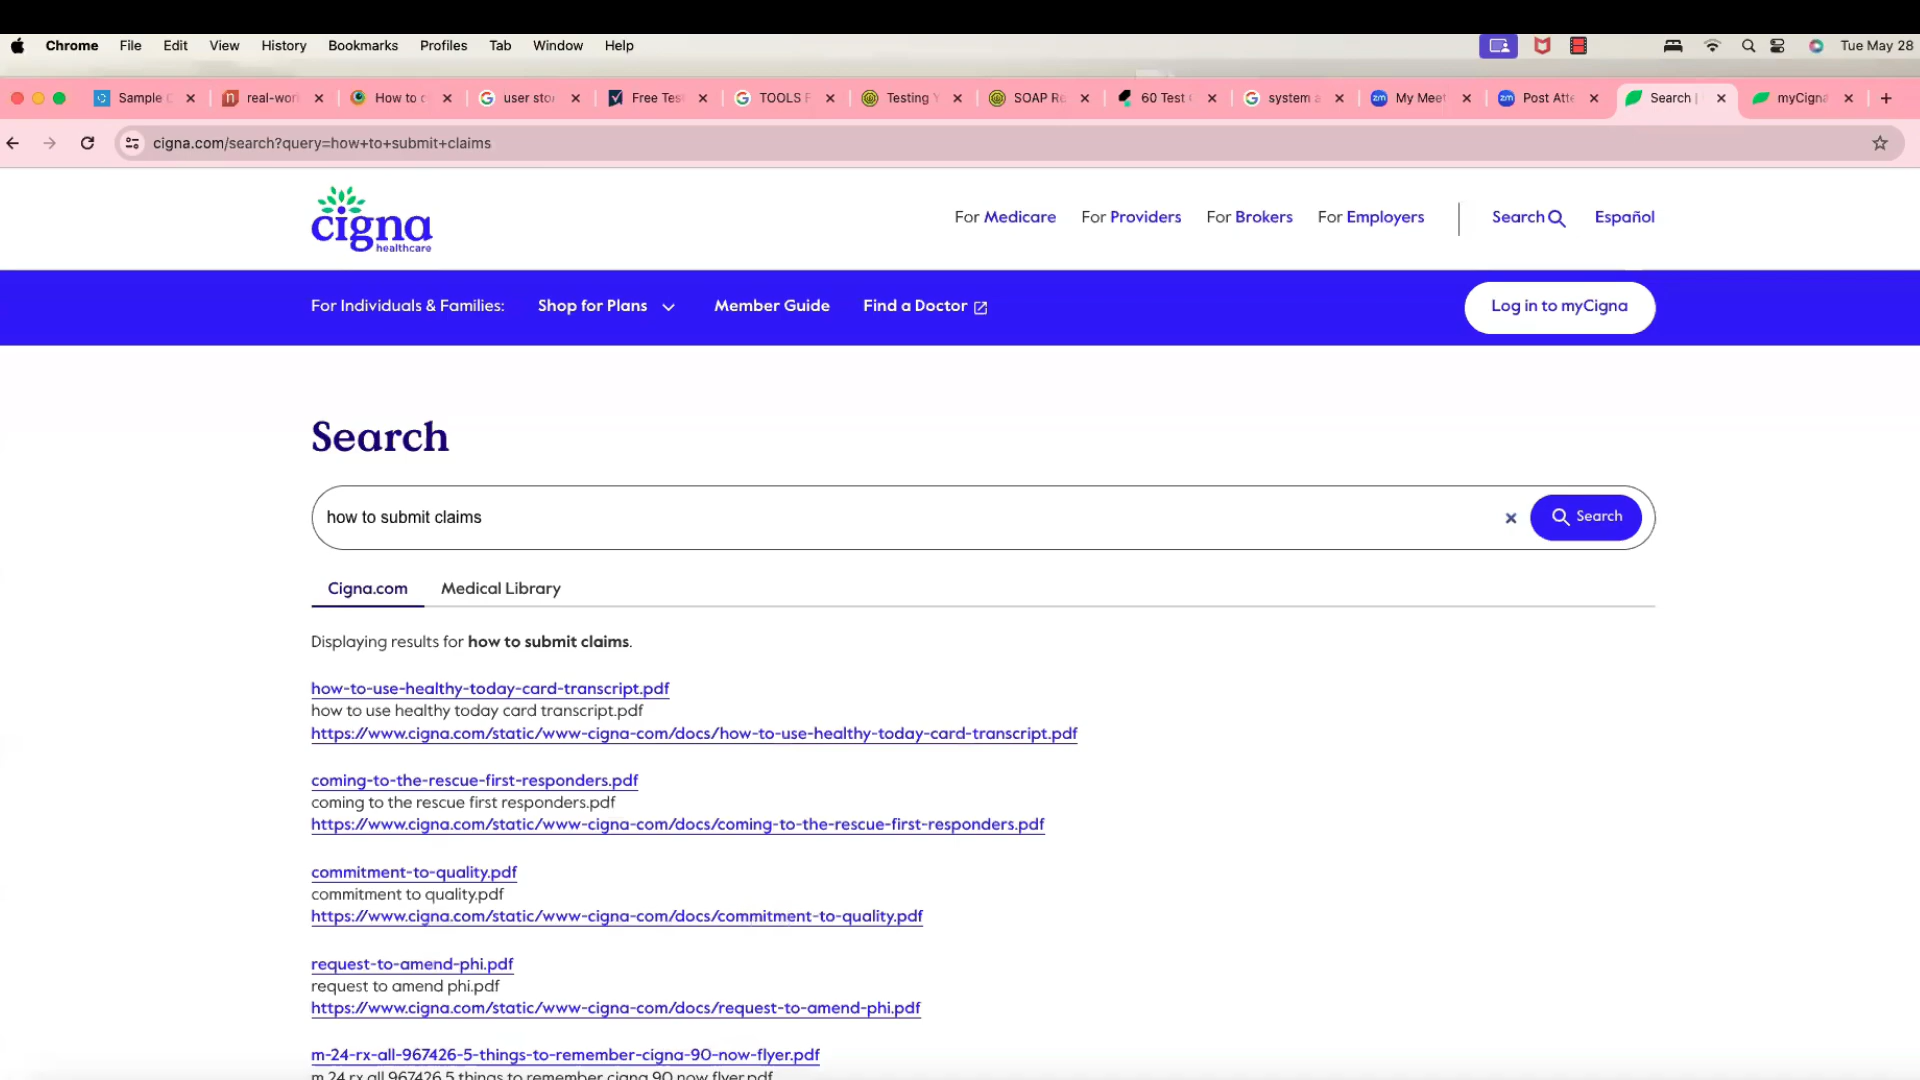 Chrome File Edit View History Bookmarks Profiles Tab Window Help Tue May 28
Sample real-wor How to user sto Free Tes TOOLS Testing SOAP R 60 Test system a My Meet Post Atte Search | myCigna
cigna.com/search?query=how+to+submit+claims
cigna
healthcare
For Medicare For Providers For Brokers For Employers Search Español
For Individuals & Families: Shop for Plans Member Guide Find a Doctor Log in to myCigna
Search
how to submit claims Search
Cigna.com Medical Library
Displaying results for how to submit claims.
how-to-use-healthy-today-card-transcript.pdf
how to use healthy today card transcript.pdf
https://www.cigna.com/static/www-cigna-com/docs/how-to-use-healthy-today-card-transcript.pdf
coming-to-the-rescue-first-responders.pdf
coming to the rescue first responders.pdf
https://www.cigna.com/static/www-cigna-com/docs/coming-to-the-rescue-first-responders.pdf
commitment-to-quality.pdf
commitment to quality.pdf
https://www.cigna.com/static/www-cigna-com/docs/commitment-to-quality.pdf
request-to-amend-phi.pdf
request to amend phi.pdf
https://www.cigna.com/static/www-cigna-com/docs/request-to-amend-phi.pdf
m-24-rx-all-967426-5-things-to-remember-cigna-90-now-flyer.pdf
m 24 rx all 967426 5 things to remember cigna 90 now flyer.pdf